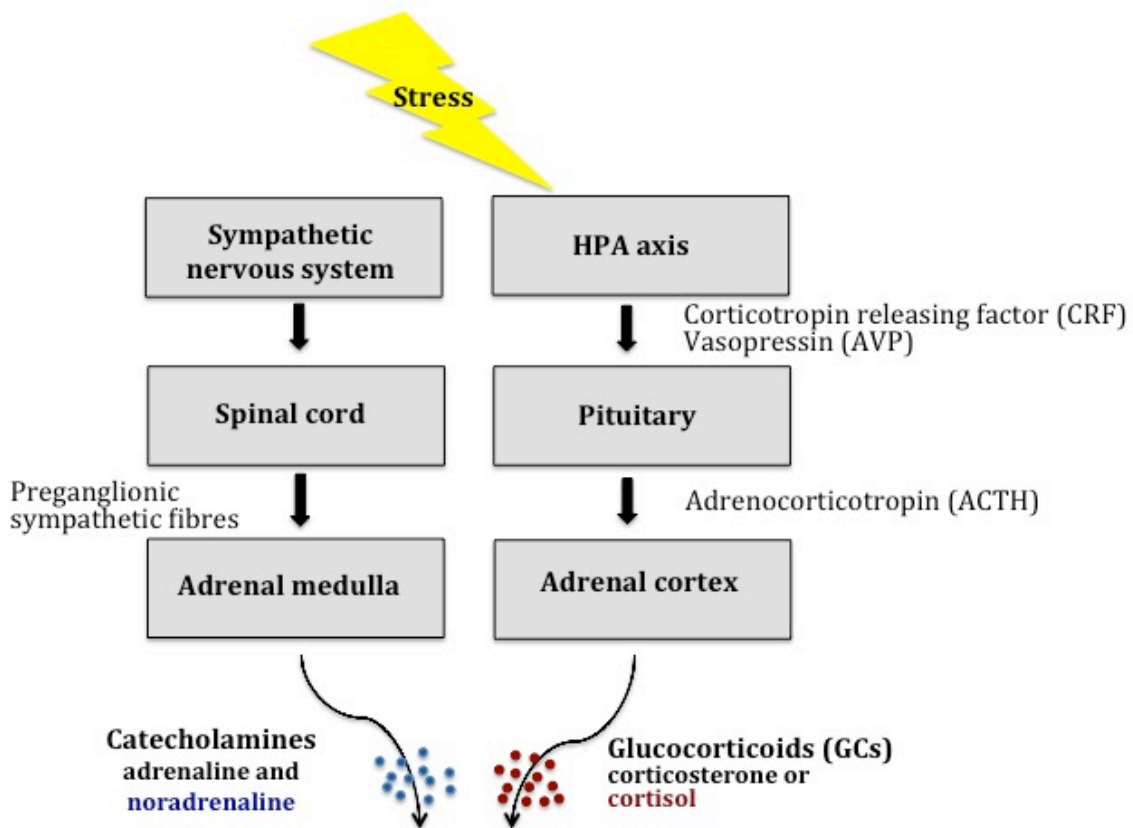 Stress
Sympathetic
nervous system
HPA axis
Corticotropin releasing factor (CRF)
Vasopressin (AVP)
Spinal cord
Pituitary
Preganglionic
sympathetic fibres
Adrenocorticotropin (ACTH)
Adrenal medulla
Adrenal cortex
Catecholamines
adrenaline and
noradrenaline
Glucocorticoids (GCs)
corticosterone or
cortisol